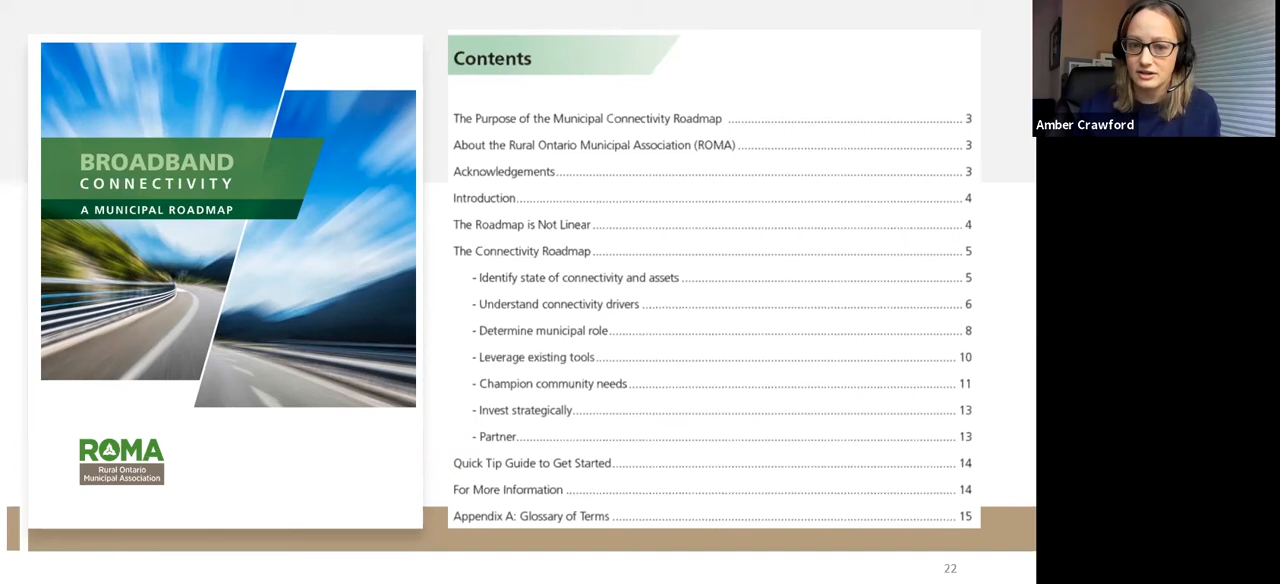 BROADBAND
CONNECTIVITY
A MUNICIPAL ROADMAP
ROMA
Rural Ontario
Municipal Association
Contents
The Purpose of the Municipal Connectivity Roadmap ........ 3
About the Rural Ontario Municipal Association (ROMA) ........ 3
Acknowledgements ........ 3
Introduction ........ 4
The Roadmap is Not Linear ........ 4
The Connectivity Roadmap ........ 5
- Identify state of connectivity and assets ........ 5
- Understand connectivity drivers ........ 6
- Determine municipal role ........ 8
- Leverage existing tools ........ 10
- Champion community needs ........ 11
- Invest strategically ........ 13
- Partner ........ 13
Quick Tip Guide to Get Started ........ 14
For More Information ........ 14
Appendix A: Glossary of Terms ........ 15
22
Amber Crawford